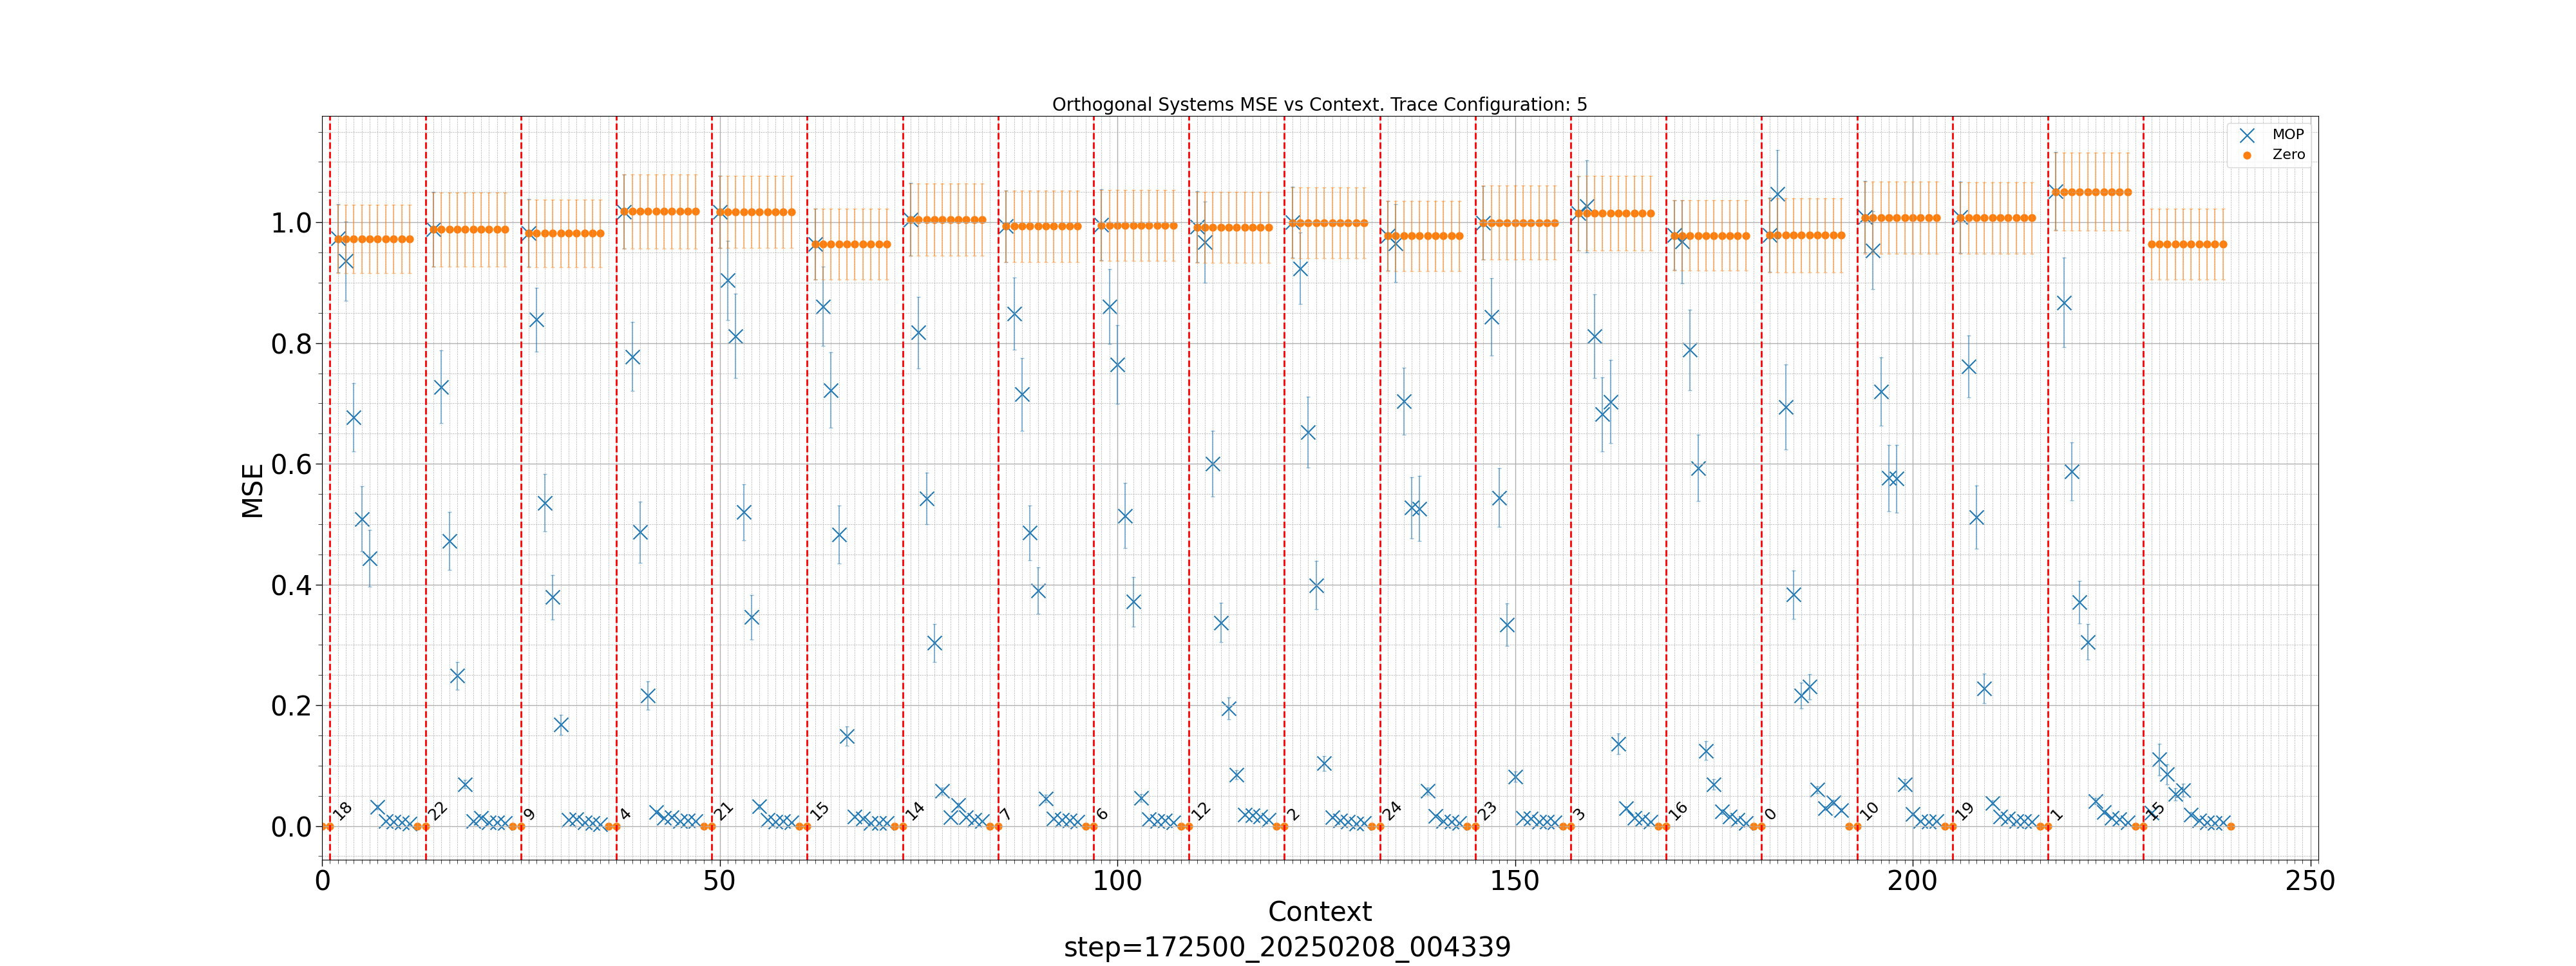 Orthogonal Systems MSE vs Context. Trace Configuration: 5
MOP
Zero
MSE
1.0
0.8
0.6
0.4
0.2
0.0
18 22 9 4 21 15 14 7 6 12 2 24 23 3 16 0 10 19 1 15
0 50 100 150 200 250
Context
step=172500_20250208_004339